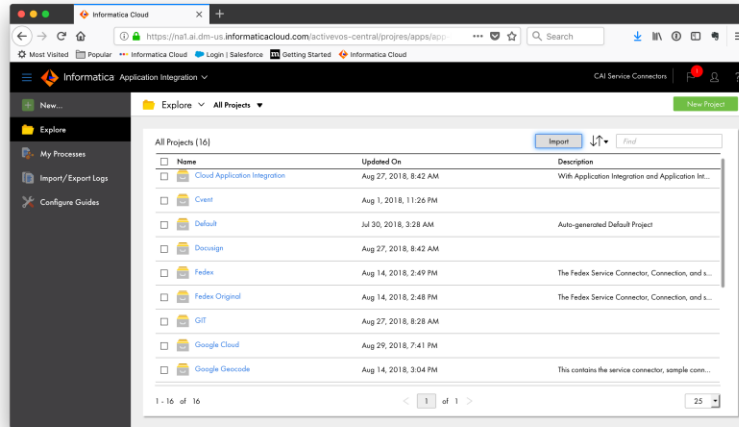 Informatica Cloud
https://na1.ai.dm-us.informaticacloud.com/activevos-central/projres/apps/app
Search
Most Visited Popular Informatica Cloud Login | Salesforce Getting Started Informatica Cloud
Informatica Application Integration
CAI Service Connectors
New...
Explore
My Processes
Import/Export Logs
Configure Guides
Explore All Projects
New Project
All Projects (16)
Import
Find
Name Updated On Description
Cloud Application Integration Aug 27, 2018, 8:42 AM With Application Integration and Application Int...
Cvent Aug 1, 2018, 11:26 PM
Default Jul 30, 2018, 3:28 AM Auto-generated Default Project
Docusign Aug 27, 2018, 8:42 AM
Fedex Aug 14, 2018, 2:49 PM The Fedex Service Connector, Connection, and s...
Fedex Original Aug 14, 2018, 2:48 PM The Fedex Service Connector, Connection, and s...
GIT Aug 27, 2018, 8:28 AM
Google Cloud Aug 29, 2018, 7:41 PM
Google Geocode Aug 14, 2018, 3:04 PM This contains the service connector, sample conn...
1 - 16 of 16
< 1 of 1 >
25